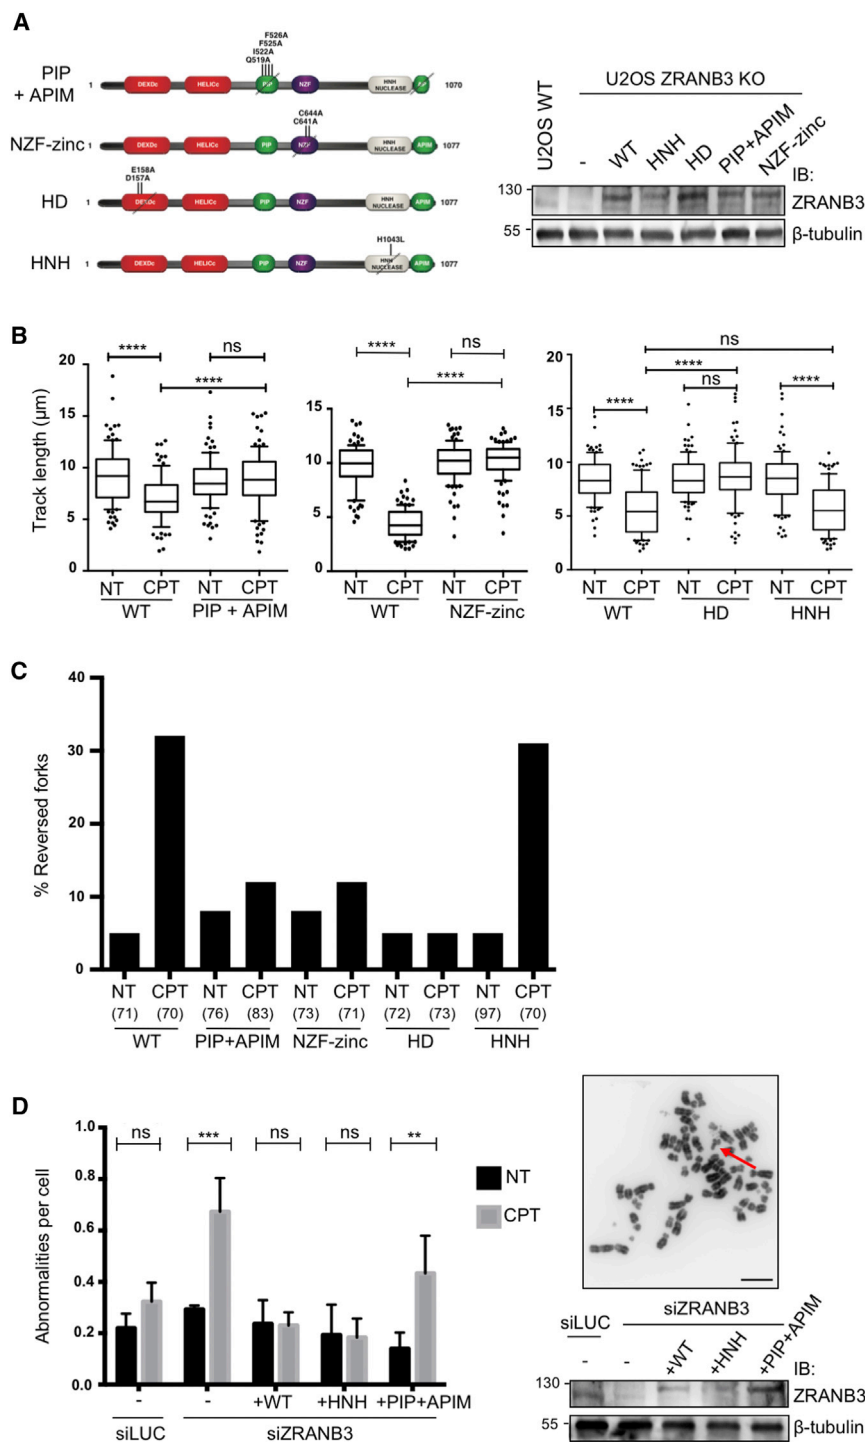 A
F526A
F525A
I522A
Q519A
PIP
+ APIM
1
DEXDc
HELICc
PIP
NZF
HNH
NUCLEASE
1070
C644A
C641A
NZF-zinc
1
DEXDc
HELICc
PIP
NZF
HNH
NUCLEASE
APIM
1077
E158A
D157A
HD
1
DEXDc
HELICc
PIP
NZF
HNH
NUCLEASE
APIM
1077
H1043L
HNH
1
DEXDc
HELICc
PIP
NZF
HNH
NUCLEASE
APIM
1077
U2OS ZRANB3 KO
U2OS WT
-
WT
HNH
HD
PIP+APIM
NZF-zinc
IB:
130
ZRANB3
55
β-tubulin
B
Track length (µm)
20
15
10
5
0
**** ns
****
NT CPT NT CPT
WT PIP + APIM
15
10
5
0
**** ns
****
NT CPT NT CPT
WT NZF-zinc
20
15
10
5
0
ns
****
**** ns ****
NT CPT NT CPT NT CPT
WT HD HNH
C
% Reversed forks
40
30
20
10
0
NT CPT NT CPT NT CPT NT CPT NT CPT
(71) (70) (76) (83) (73) (71) (72) (73) (97) (70)
WT PIP+APIM NZF-zinc HD HNH
D
Abnormalities per cell
1.0
0.8
0.6
0.4
0.2
0.0
ns *** ns ns **
NT
CPT
- - +WT +HNH +PIP+APIM
siLUC siZRANB3
siLUC siZRANB3
- - +WT +HNH +PIP+APIM
IB:
130
ZRANB3
55
β-tubulin